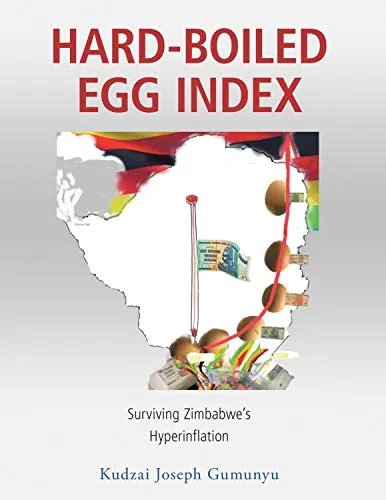 HARD-BOILED
EGG INDEX
Surviving Zimbabwe's
Hyperinflation
Kudzai Joseph Gumunyu